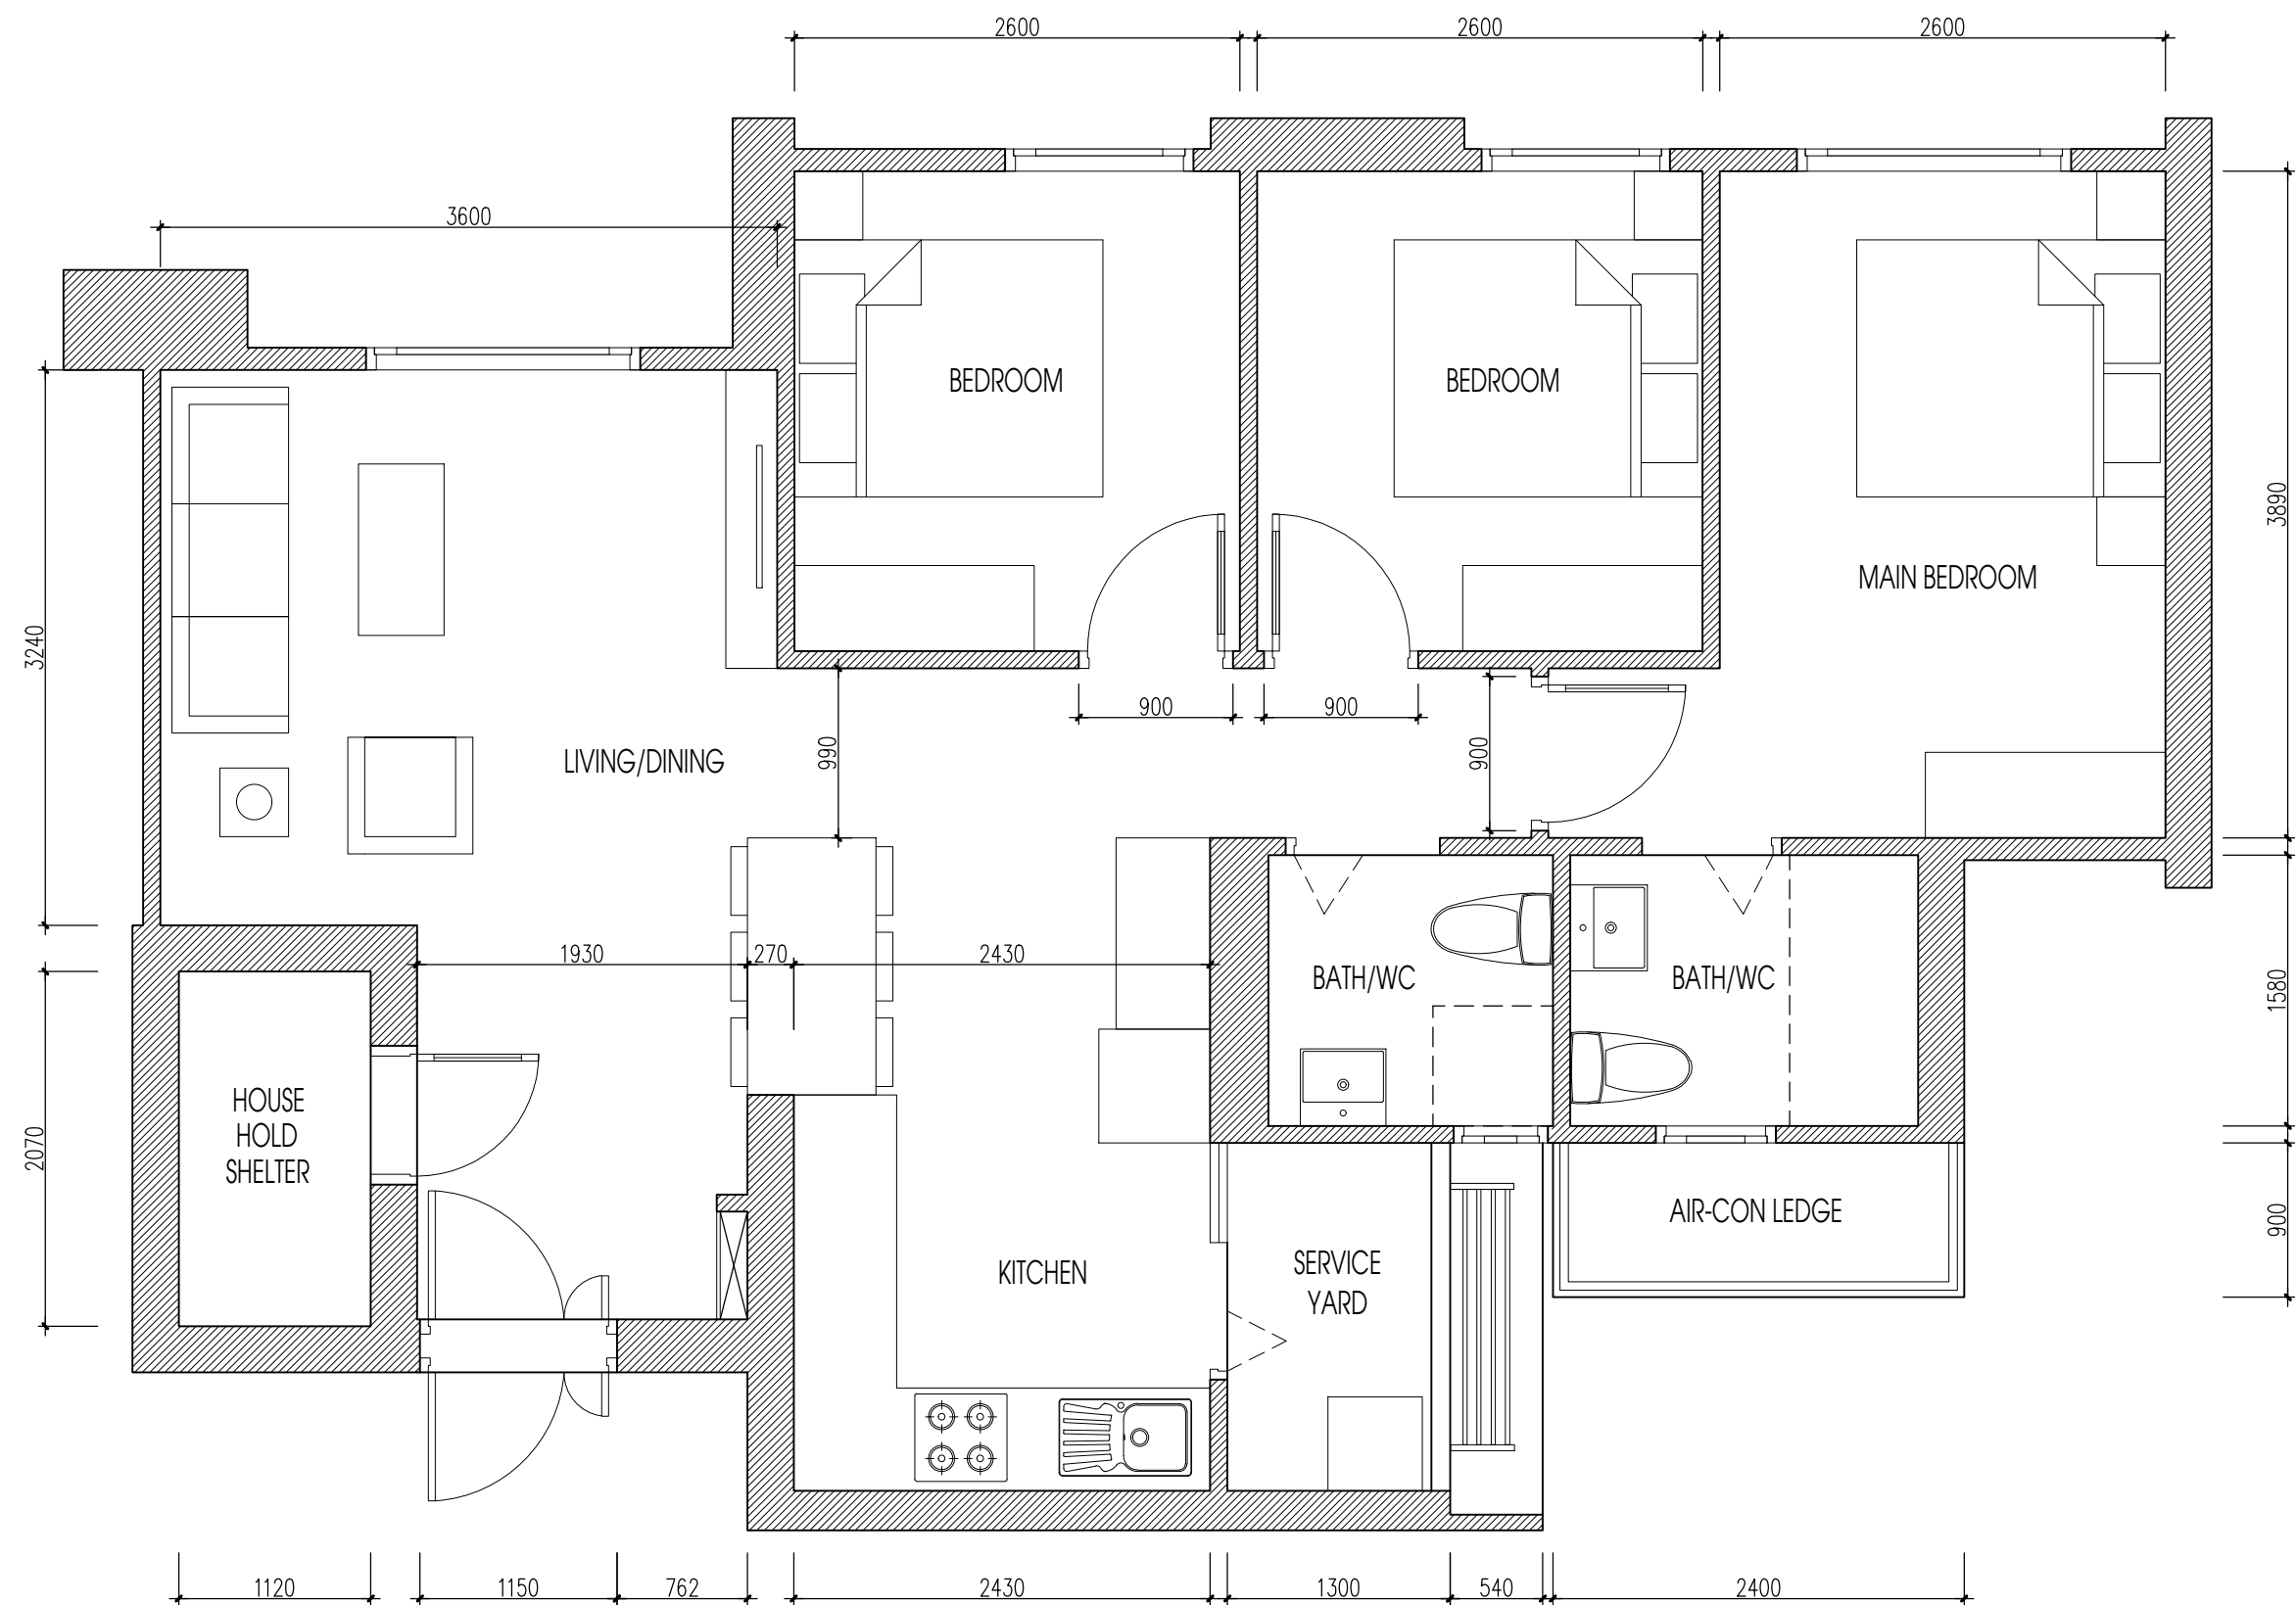 2600
2600
2600
3600
BEDROOM
BEDROOM
3890
MAIN BEDROOM
3240
900
900
LIVING/DINING
990
900
1930
270
2430
BATH/WC
BATH/WC
1580
HOUSE
HOLD
SHELTER
2070
AIR-CON LEDGE
900
KITCHEN
SERVICE
YARD
1120
1150
762
2430
1300
540
2400